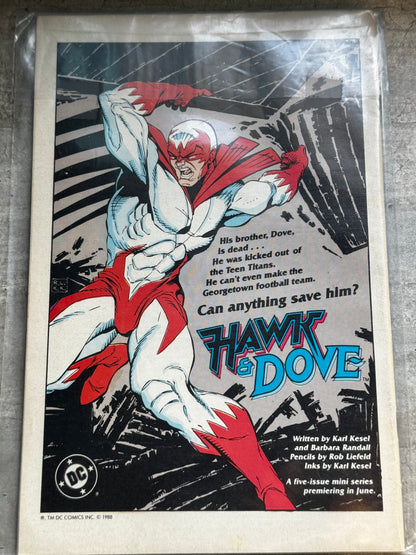 His brother, Dove,
is dead . . .
He was kicked out of
the Teen Titans.
He can't even make the
Georgetown football team.
Can anything save him?
HAWK
& DOVE
Written by Karl Kesel
and Barbara Randall
Pencils by Rob Liefeld
Inks by Karl Kesel
A five-issue mini series
premiering in June.
DC
®, TM DC COMICS INC. © 1988